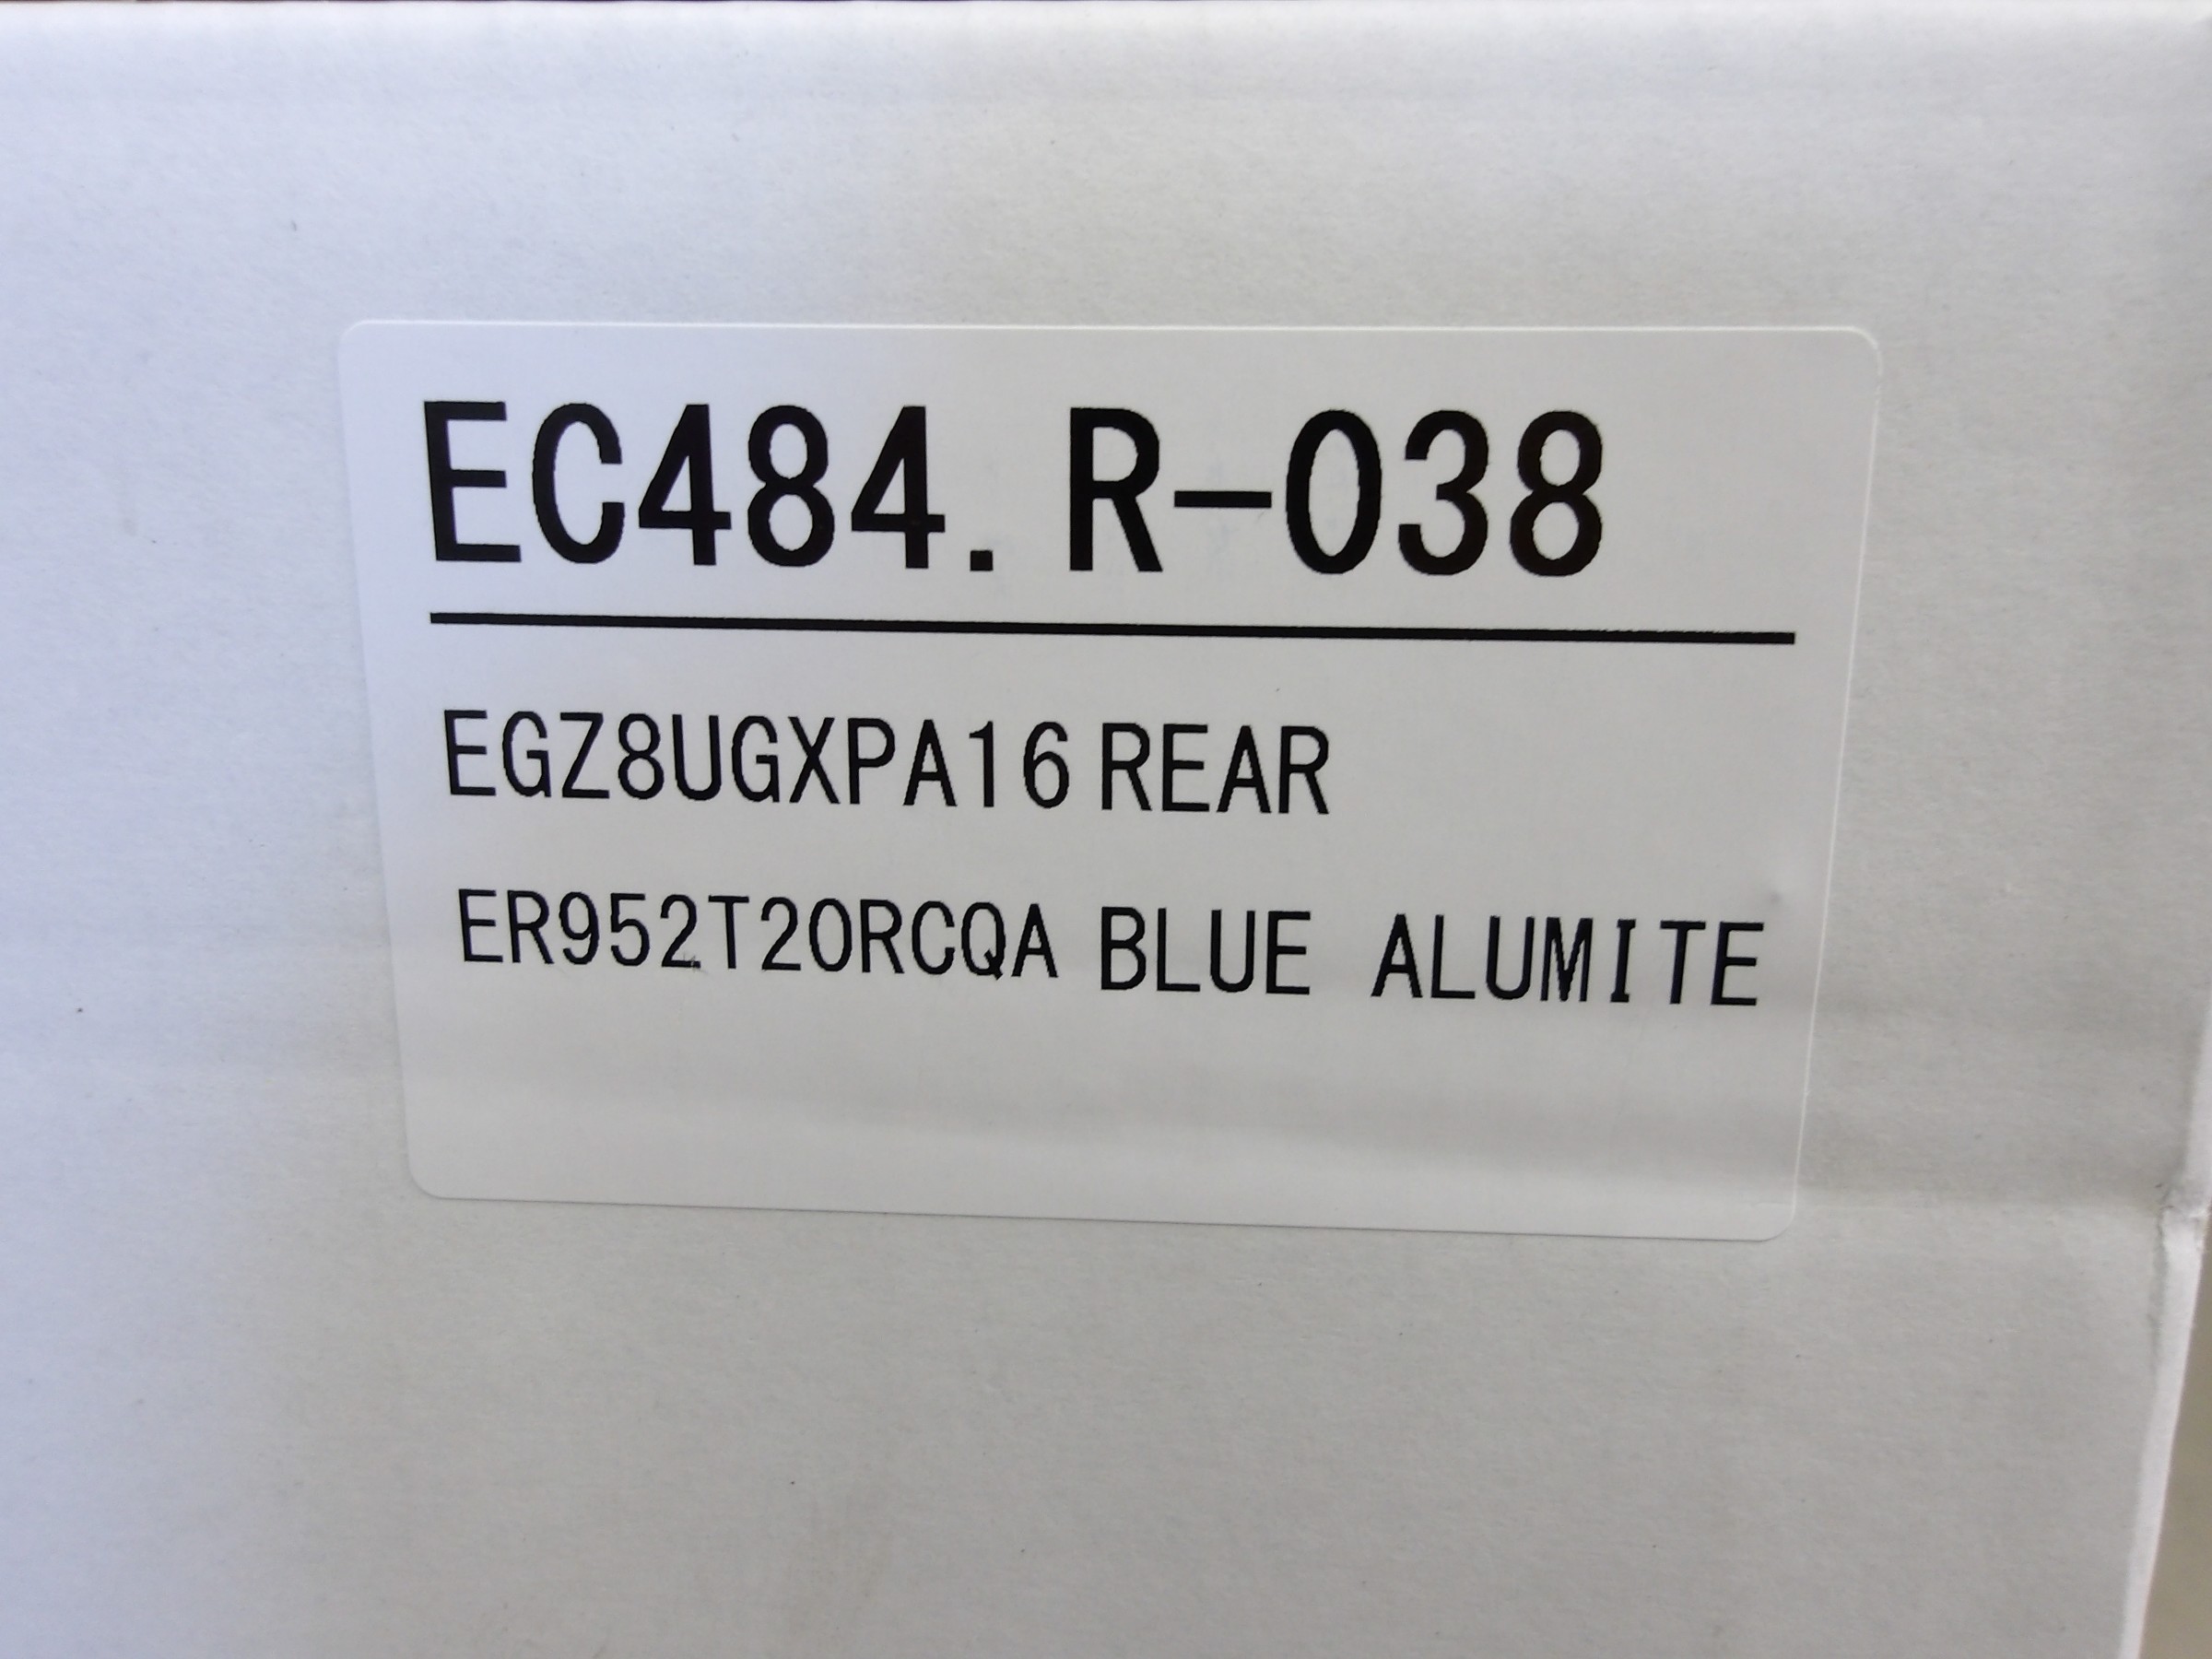 EC484.R-038
EGZ8UGXPA16 REAR
ER952T20RCQA BLUE ALUMITE